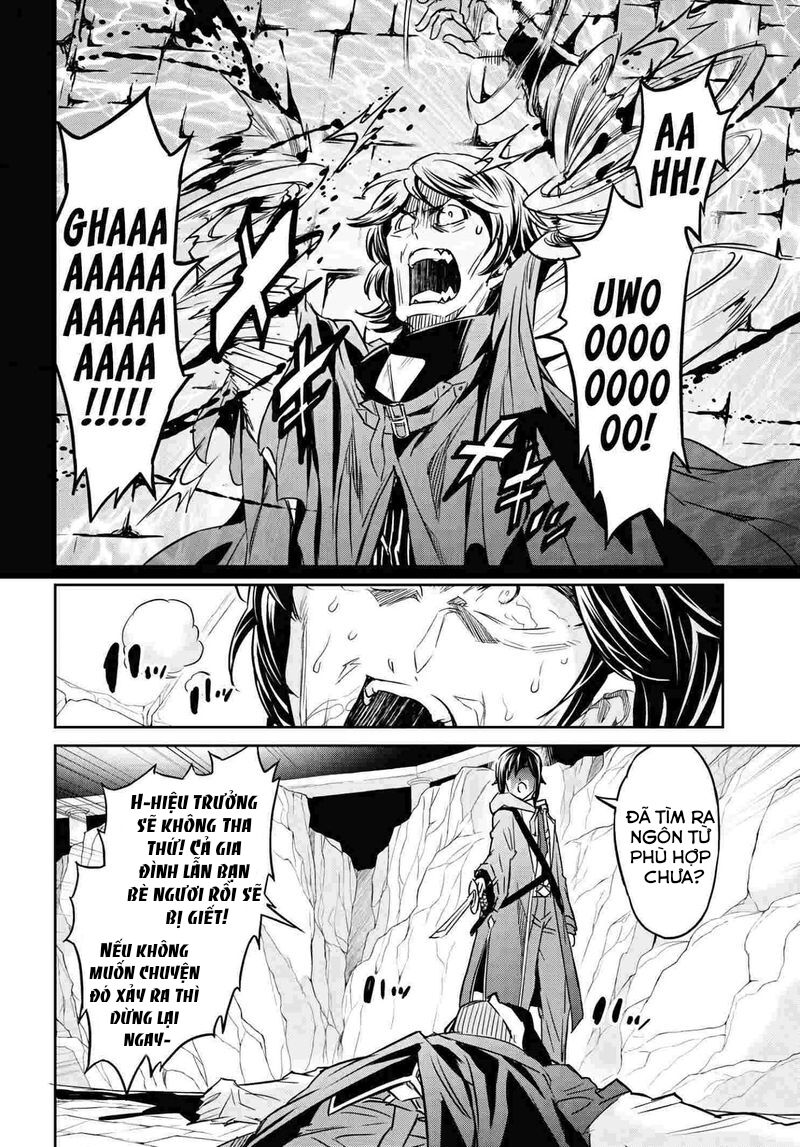 AA
HH!
UWO
OOOO
OOOOO
OO!
GHAAA
AAAAA
AAAAA
AAAA
!!!!!
ĐÃ TÌM RA
NGÔN TỪ
PHÙ HỢP
CHƯA?
H-HIỆU TRƯỞNG
SẼ KHÔNG THA
THỨ! CẢ GIA
ĐÌNH LẪN BẠN
BÈ NGƯƠI RỒI SẼ
BỊ GIẾT!
NẾU KHÔNG
MUỐN CHUYỆN
ĐÓ XẢY RA THÌ
DỪNG LẠI
NGAY-